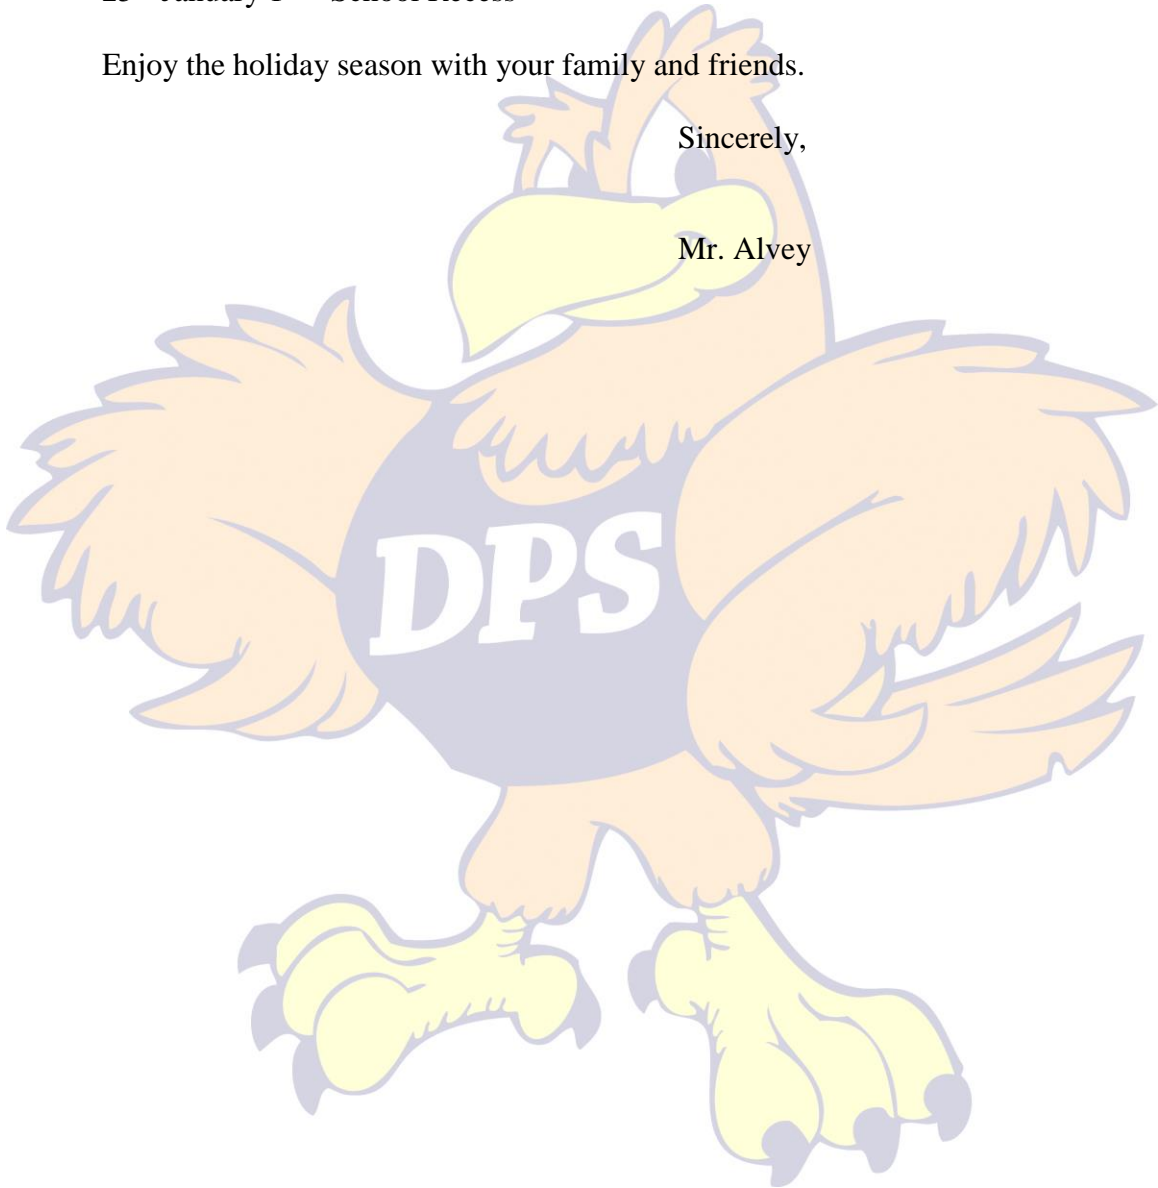 Enjoy the holiday season with your family and friends.
Sincerely,
Mr. Alvey
DPS